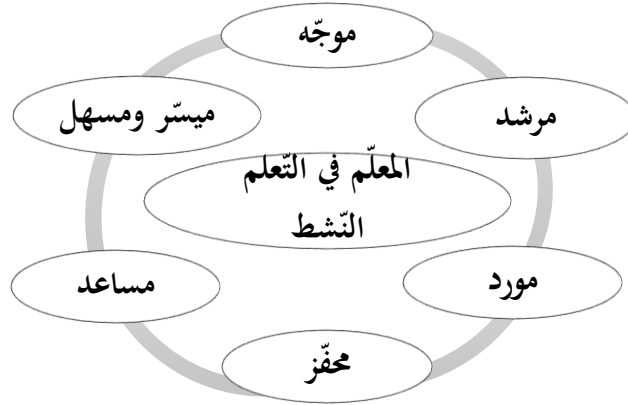 موجّه
مرشد
ميسّر ومسهل
المعلّم في التّعلم
النّشط
مورد
مساعد
محفّز